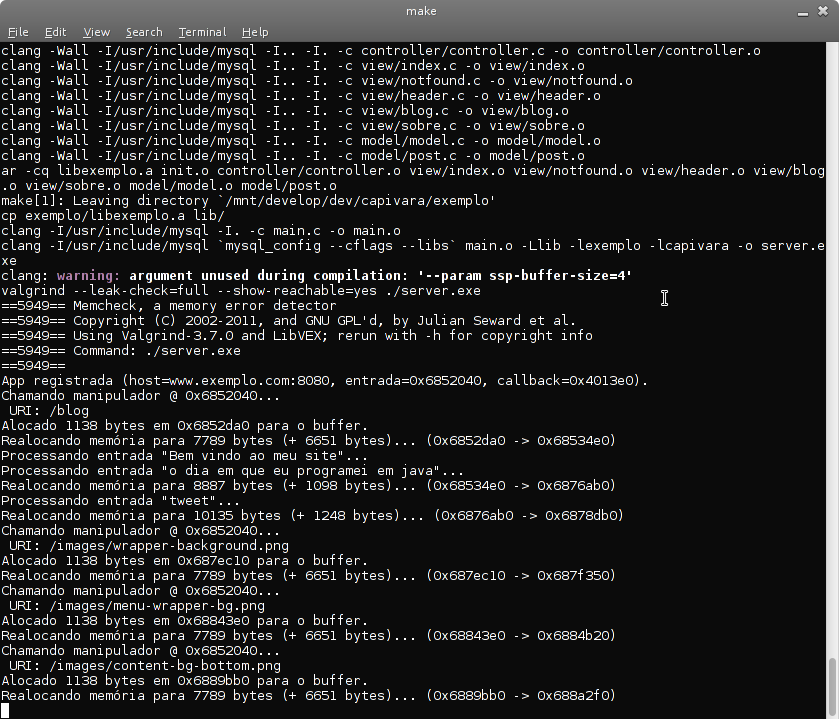 make
File Edit View Search Terminal Help
clang -Wall -I/usr/include/mysql -I.. -I. -c controller/controller.c -o controller/controller.o
clang -Wall -I/usr/include/mysql -I.. -I. -c view/index.c -o view/index.o
clang -Wall -I/usr/include/mysql -I.. -I. -c view/notfound.c -o view/notfound.o
clang -Wall -I/usr/include/mysql -I.. -I. -c view/header.c -o view/header.o
clang -Wall -I/usr/include/mysql -I.. -I. -c view/blog.c -o view/blog.o
clang -Wall -I/usr/include/mysql -I.. -I. -c view/sobre.c -o view/sobre.o
clang -Wall -I/usr/include/mysql -I.. -I. -c model/model.c -o model/model.o
clang -Wall -I/usr/include/mysql -I.. -I. -c model/post.c -o model/post.o
ar -cq libexemplo.a init.o controller/controller.o view/index.o view/notfound.o view/header.o view/blog
.o view/sobre.o model/model.o model/post.o
make[1]: Leaving directory `/mnt/develop/dev/capivara/exemplo'
cp exemplo/libexemplo.a lib/
clang -I/usr/include/mysql -I. -c main.c -o main.o
clang -I/usr/include/mysql `mysql_config --cflags --libs` main.o -Llib -lexemplo -lcapivara -o server.e
xe
clang: warning: argument unused during compilation: '--param ssp-buffer-size=4'
valgrind --leak-check=full --show-reachable=yes ./server.exe
==5949== Memcheck, a memory error detector
==5949== Copyright (C) 2002-2011, and GNU GPL'd, by Julian Seward et al.
==5949== Using Valgrind-3.7.0 and LibVEX; rerun with -h for copyright info
==5949== Command: ./server.exe
==5949==
App registrada (host=www.exemplo.com:8080, entrada=0x6852040, callback=0x4013e0).
Chamando manipulador @ 0x6852040...
URI: /blog
Alocado 1138 bytes em 0x6852da0 para o buffer.
Realocando memória para 7789 bytes (+ 6651 bytes)... (0x6852da0 -> 0x68534e0)
Processando entrada "Bem vindo ao meu site"...
Processando entrada "o dia em que eu programei em java"...
Realocando memória para 8887 bytes (+ 1098 bytes)... (0x68534e0 -> 0x6876ab0)
Processando entrada "tweet"...
Realocando memória para 10135 bytes (+ 1248 bytes)... (0x6876ab0 -> 0x6878db0)
Chamando manipulador @ 0x6852040...
URI: /images/wrapper-background.png
Alocado 1138 bytes em 0x687ec10 para o buffer.
Realocando memória para 7789 bytes (+ 6651 bytes)... (0x687ec10 -> 0x687f350)
Chamando manipulador @ 0x6852040...
URI: /images/menu-wrapper-bg.png
Alocado 1138 bytes em 0x68843e0 para o buffer.
Realocando memória para 7789 bytes (+ 6651 bytes)... (0x68843e0 -> 0x6884b20)
Chamando manipulador @ 0x6852040...
URI: /images/content-bg-bottom.png
Alocado 1138 bytes em 0x6889bb0 para o buffer.
Realocando memória para 7789 bytes (+ 6651 bytes)... (0x6889bb0 -> 0x688a2f0)